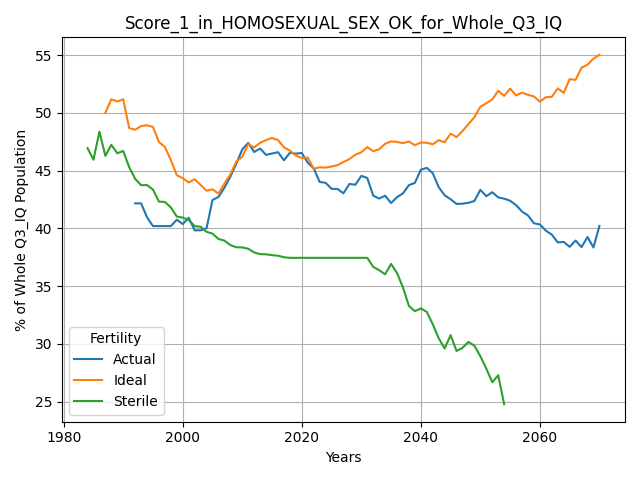 Score_1_in_HOMOSEXUAL_SEX_OK_for_Whole_Q3_IQ
% of Whole Q3_IQ Population
55
50
45
40
35
30
25
Fertility
Actual
Ideal
Sterile
1980 2000 2020 2040 2060
Years